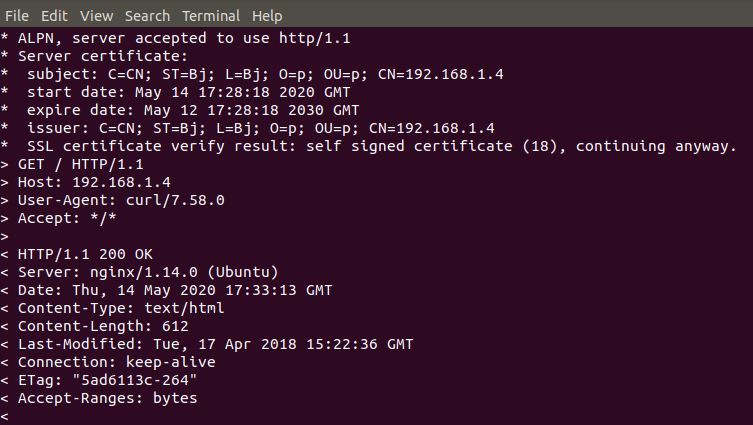 File Edit View Search Terminal Help
* ALPN, server accepted to use http/1.1
* Server certificate:
*  subject: C=CN; ST=Bj; L=Bj; O=p; OU=p; CN=192.168.1.4
*  start date: May 14 17:28:18 2020 GMT
*  expire date: May 12 17:28:18 2030 GMT
*  issuer: C=CN; ST=Bj; L=Bj; O=p; OU=p; CN=192.168.1.4
*  SSL certificate verify result: self signed certificate (18), continuing anyway.
> GET / HTTP/1.1
> Host: 192.168.1.4
> User-Agent: curl/7.58.0
> Accept: */*
>
< HTTP/1.1 200 OK
< Server: nginx/1.14.0 (Ubuntu)
< Date: Thu, 14 May 2020 17:33:13 GMT
< Content-Type: text/html
< Content-Length: 612
< Last-Modified: Tue, 17 Apr 2018 15:22:36 GMT
< Connection: keep-alive
< ETag: "5ad6113c-264"
< Accept-Ranges: bytes
<